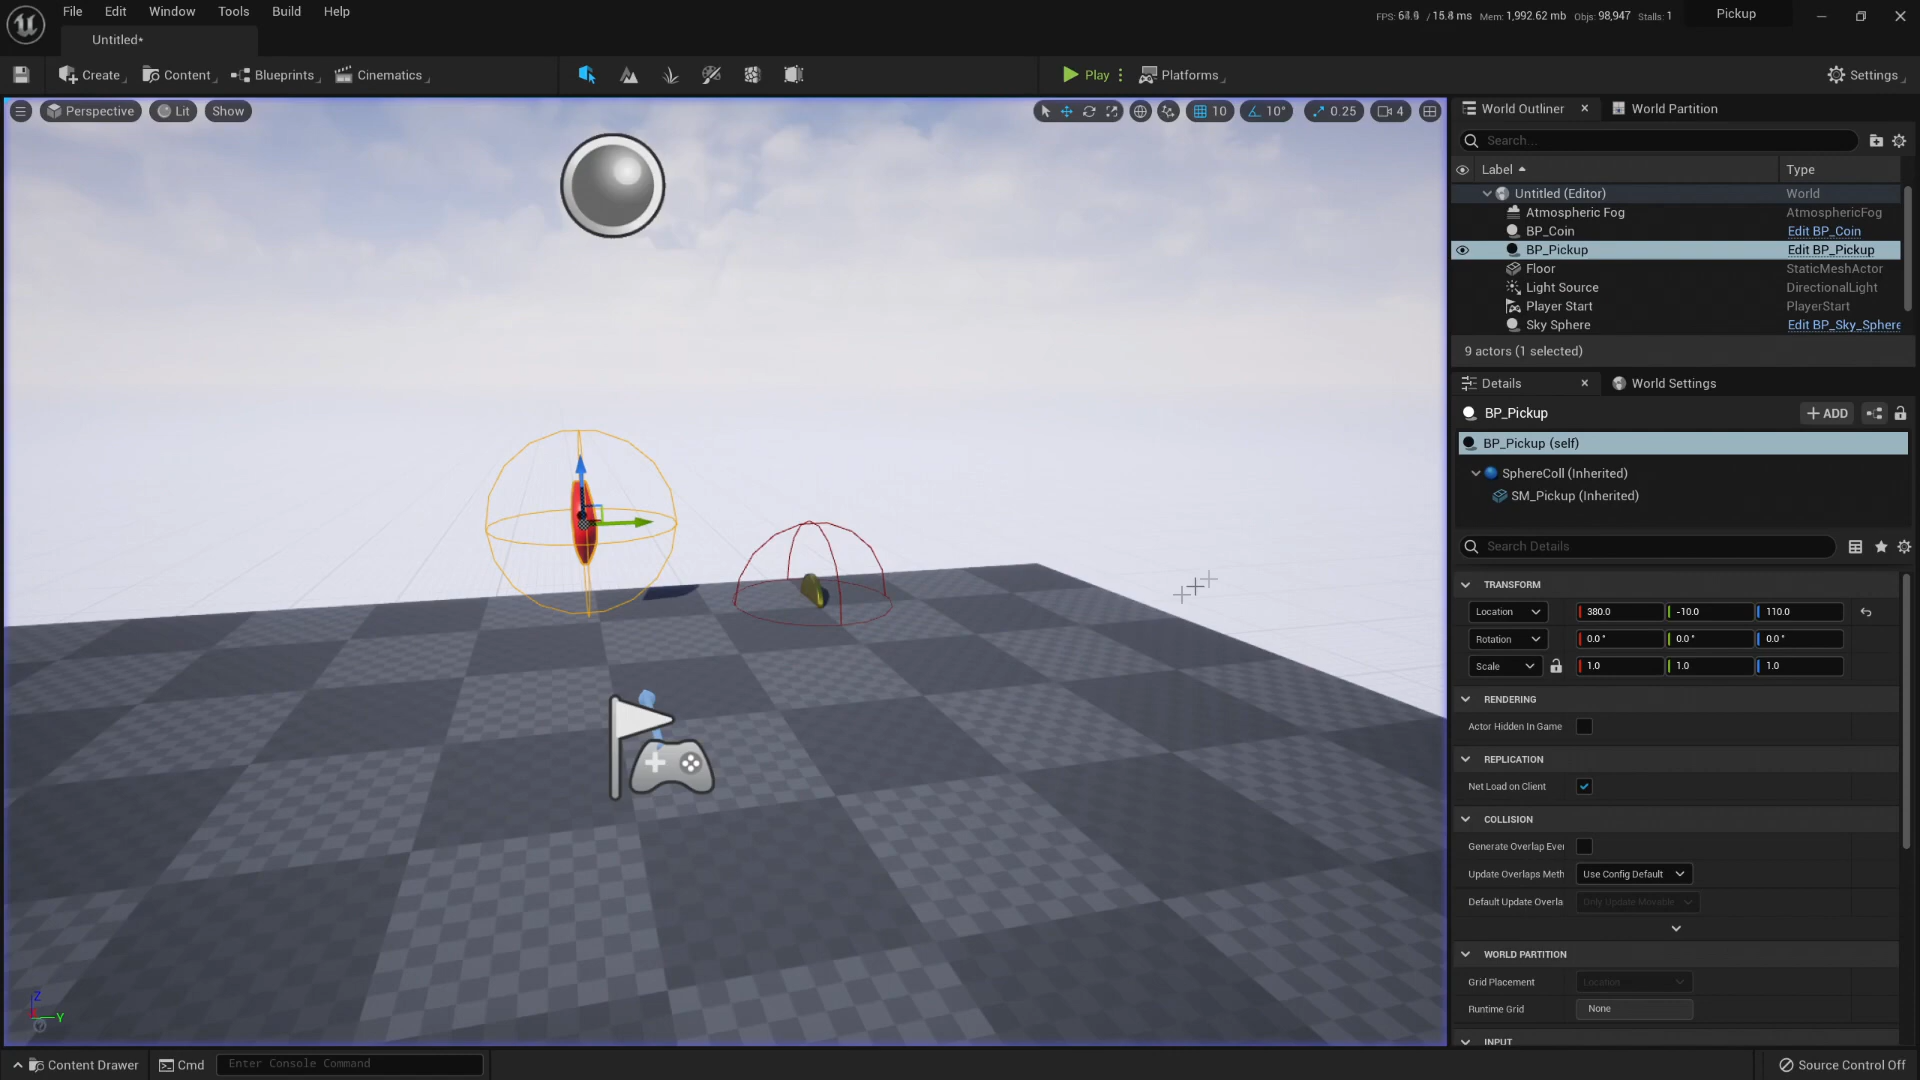 File Edit Window Tools Build Help
FPS: / 15.4 ms Mem: 1,992.62 mb Objs: 98,947 Stalls: 1
Pickup
Untitled*
Create Content Blueprints Cinematics
Play Platforms
Settings
Perspective Lit Show
10 10° 0.25 4
World Outliner World Partition
Search...
Label Type
Untitled (Editor) World
Atmospheric Fog AtmosphericFog
BP_Coin Edit BP_Coin
BP_Pickup Edit BP_Pickup
Floor StaticMeshActor
Light Source DirectionalLight
Player Start PlayerStart
Sky Sphere Edit BP_Sky_Sphere
9 actors (1 selected)
Details World Settings
BP_Pickup ADD
BP_Pickup (self)
SphereColl (Inherited)
SM_Pickup (Inherited)
Search Details
TRANSFORM
Location 380.0 -10.0 110.0
Rotation 0.0° 0.0° 0.0°
Scale 1.0 1.0 1.0
RENDERING
Actor Hidden In Game
REPLICATION
Net Load on Client
COLLISION
Generate Overlap Ever
Update Overlaps Meth Use Config Default
Default Update Overla Only Update Movable
WORLD PARTITION
Grid Placement Location
Runtime Grid None
INPUT
Z
Y
Content Drawer Cmd Enter Console Command
Source Control Off